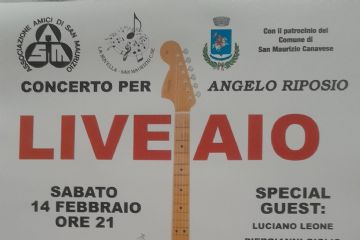 ASSOCIAZIONE AMICI DI SAN MAURIZIO
Con il patrocinio del
Comune di
San Maurizio Canavese
CONCERTO PER
ANGELO RIPOSIO
LIVE AIO
SABATO
14 FEBBRAIO
ORE 21
SPECIAL
GUEST:
LUCIANO LEONE